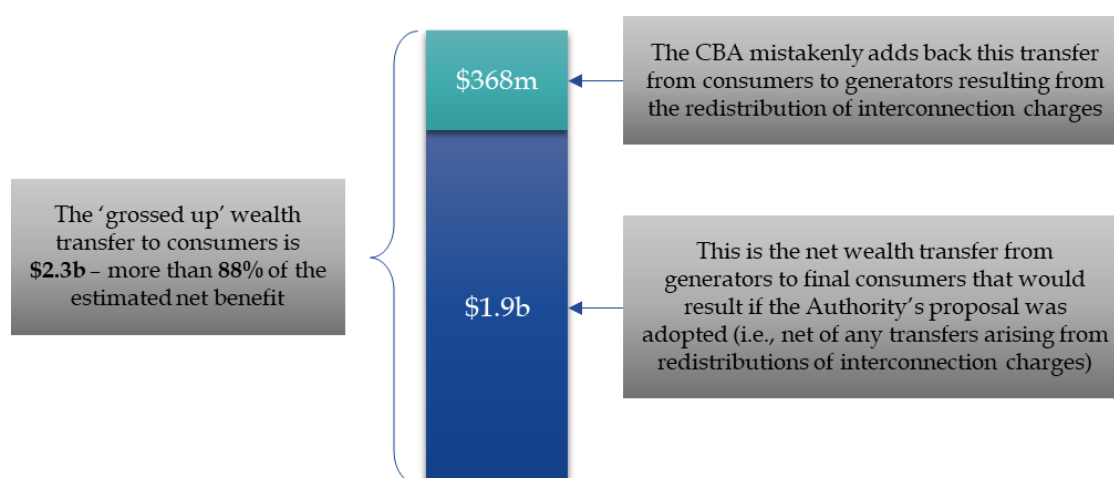 $368m
The CBA mistakenly adds back this transfer
from consumers to generators resulting from
the redistribution of interconnection charges
The ‘grossed up’ wealth
transfer to consumers is
$2.3b – more than 88% of the
estimated net benefit
$1.9b
This is the net wealth transfer from
generators to final consumers that would
result if the Authority’s proposal was
adopted (i.e., net of any transfers arising from
redistributions of interconnection charges)